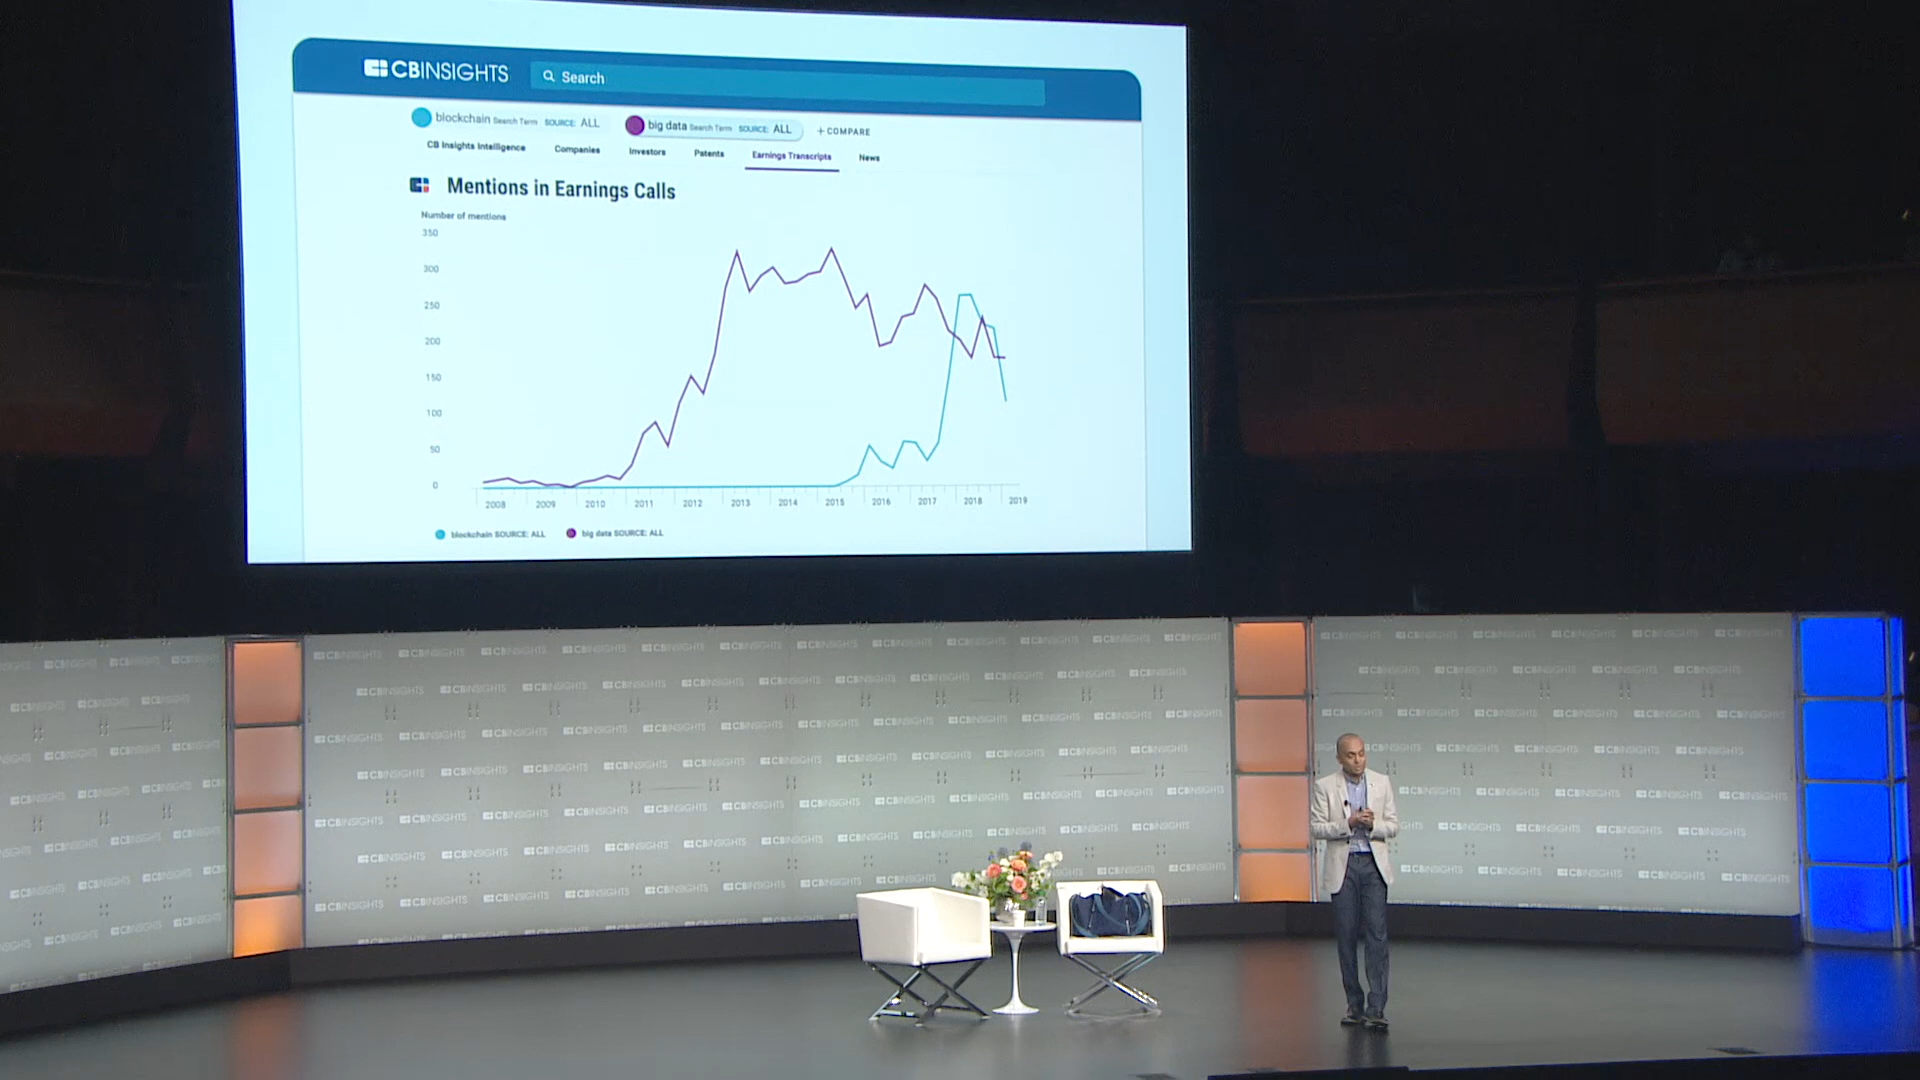 CBINSIGHTS Search
blockchain Search Term SOURCE: ALL big data Search Term SOURCE: ALL + COMPARE
CB Insights Intelligence Companies Investors Patents Earnings Transcripts News
Mentions in Earnings Calls
Number of mentions
350
300
250
200
150
100
50
0
2008 2009 2010 2011 2012 2013 2014 2015 2016 2017 2018 2019
blockchain SOURCE: ALL big data SOURCE: ALL
CBINSIGHTS